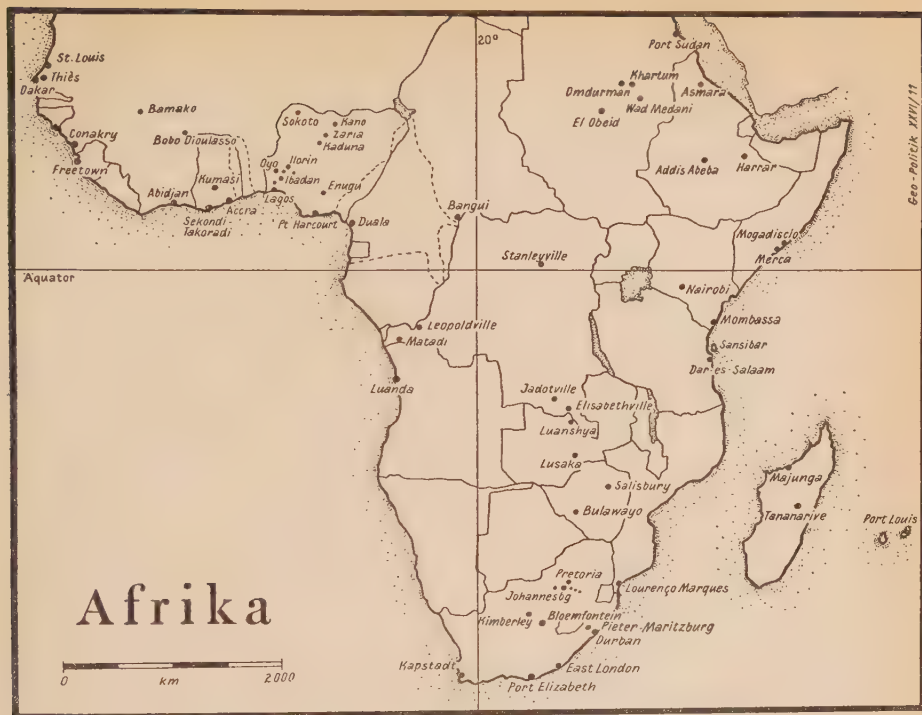 20°
Port Sudan
St. Louis
Thiès
Dakar
Bamako
Khartum
Omdurman
Asmara
Wad Medani
El Obeid
Geo-Politik XXVI/11
Sokoto
Kano
Zaria
Kaduna
Conakry
Bobo Dioulasso
Freetown
Oyo
Ilorin
Ibadan
Kumasi
Enugu
Abidjan
Accra
Lagos
Sekondi-
Takoradi
Pt Harcourt
Duala
Bangui
Addis Abeba
Harrar
Mogadisclo
Merca
Stanleyville
Äquator
Nairobi
Mombassa
Leopoldville
Matadi
Sansibar
Dar-es-Salaam
Luanda
Jadotville
Elisabethville
Luanshya
Lusaka
Salisbury
Bulawayo
Majunga
Tananarive
Port Louis
Pretoria
Johannesbg
Lourenço Marques
Kimberley
Bloemfontein
Pieter-Maritzburg
Durban
Afrika
Kapstadt
East London
Port Elizabeth
0 2000
km